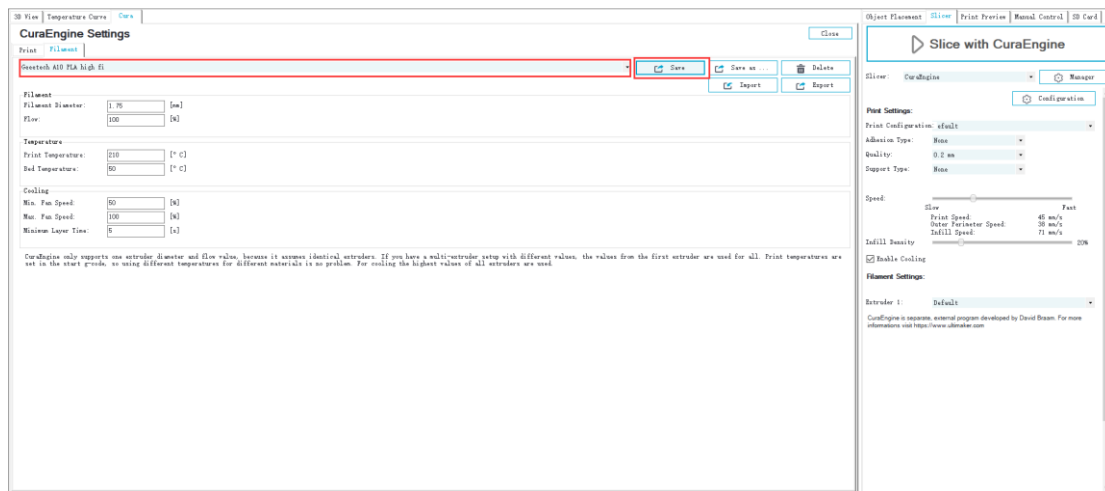 3D View Temperature Curve Cura
CuraEngine Settings
Close
Print Filament
Geeetech A10 PLA high fi
Save
Save as ...
Delete
Import
Export
Filament
Filament Diameter: 1.75 [mm]
Flow: 100 [%]
Temperature
Print Temperature: 210 [° C]
Bed Temperature: 50 [° C]
Cooling
Min. Fan Speed: 50 [%]
Max. Fan Speed: 100 [%]
Minimum Layer Time: 5 [s]
CuraEngine only supports one extruder diameter and flow value, because it assumes identical extruders. If you have a multi-extruder setup with different values, the values from the first extruder are used for all. Print temperatures are
set in the start g-code, so using different temperatures for different materials is no problem. For cooling the highest values of all extruders are used.
Object Placement Slicer Print Preview Manual Control SD Card
Slice with CuraEngine
Slicer: CuraEngine
Manager
Configuration
Print Settings:
Print Configuration: efault
Adhesion Type: None
Quality: 0.2 mm
Support Type: None
Speed:
Slow Fast
Print Speed: 45 mm/s
Outer Perimeter Speed: 38 mm/s
Infill Speed: 71 mm/s
Infill Density 20%
Enable Cooling
Filament Settings:
Extruder 1: Default
CuraEngine is separate, external program developed by David Braam. For more
informations visit https://www.ultimaker.com